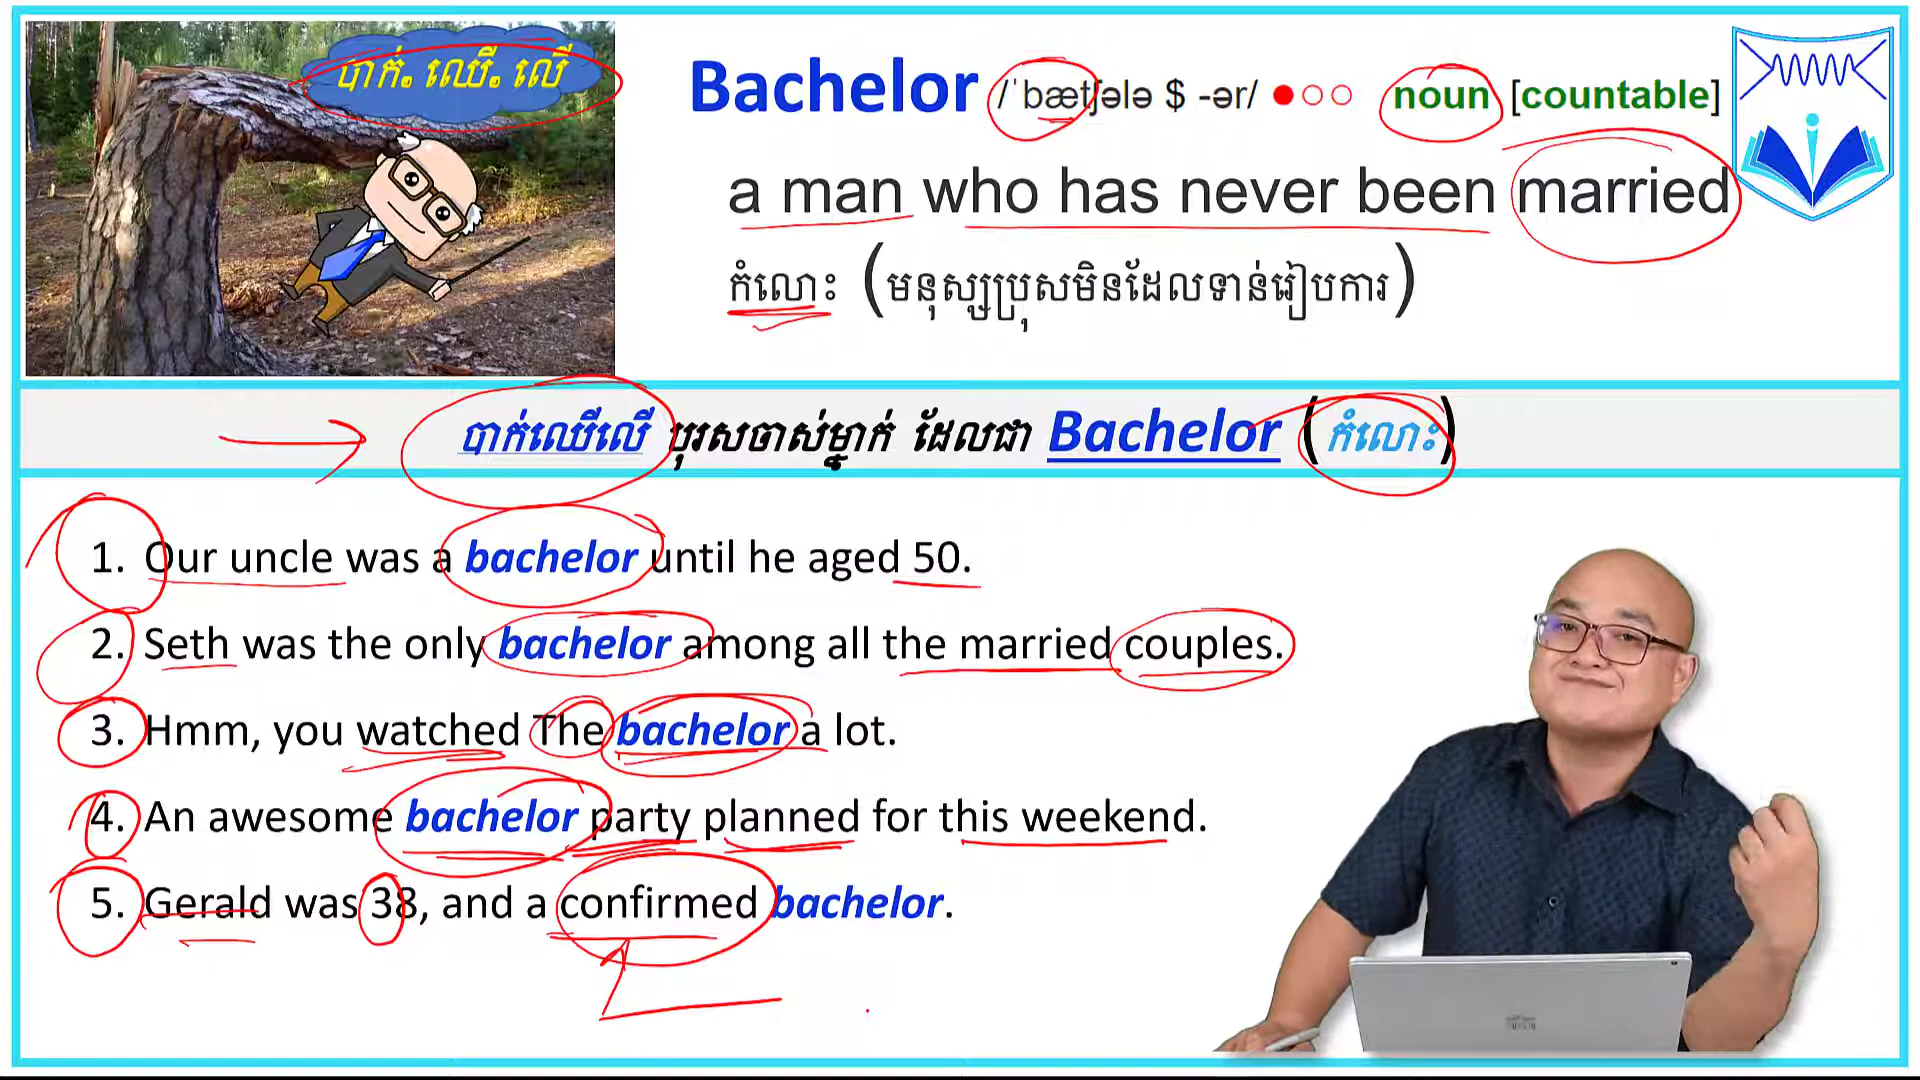 បាក់. ឈើ. លើ
Bachelor /ˈbætʃələ $ -ər/ ●○○ noun [countable]
a man who has never been married
កំលោះ (មនុស្សប្រុសមិនដែលទាន់រៀបការ)
បាក់ឈើលើ បុរសចាស់ម្នាក់ ដែលជា Bachelor (កំលោះ)
1. Our uncle was a bachelor until he aged 50.
2. Seth was the only bachelor among all the married couples.
3. Hmm, you watched The bachelor a lot.
4. An awesome bachelor party planned for this weekend.
5. Gerald was 38, and a confirmed bachelor.